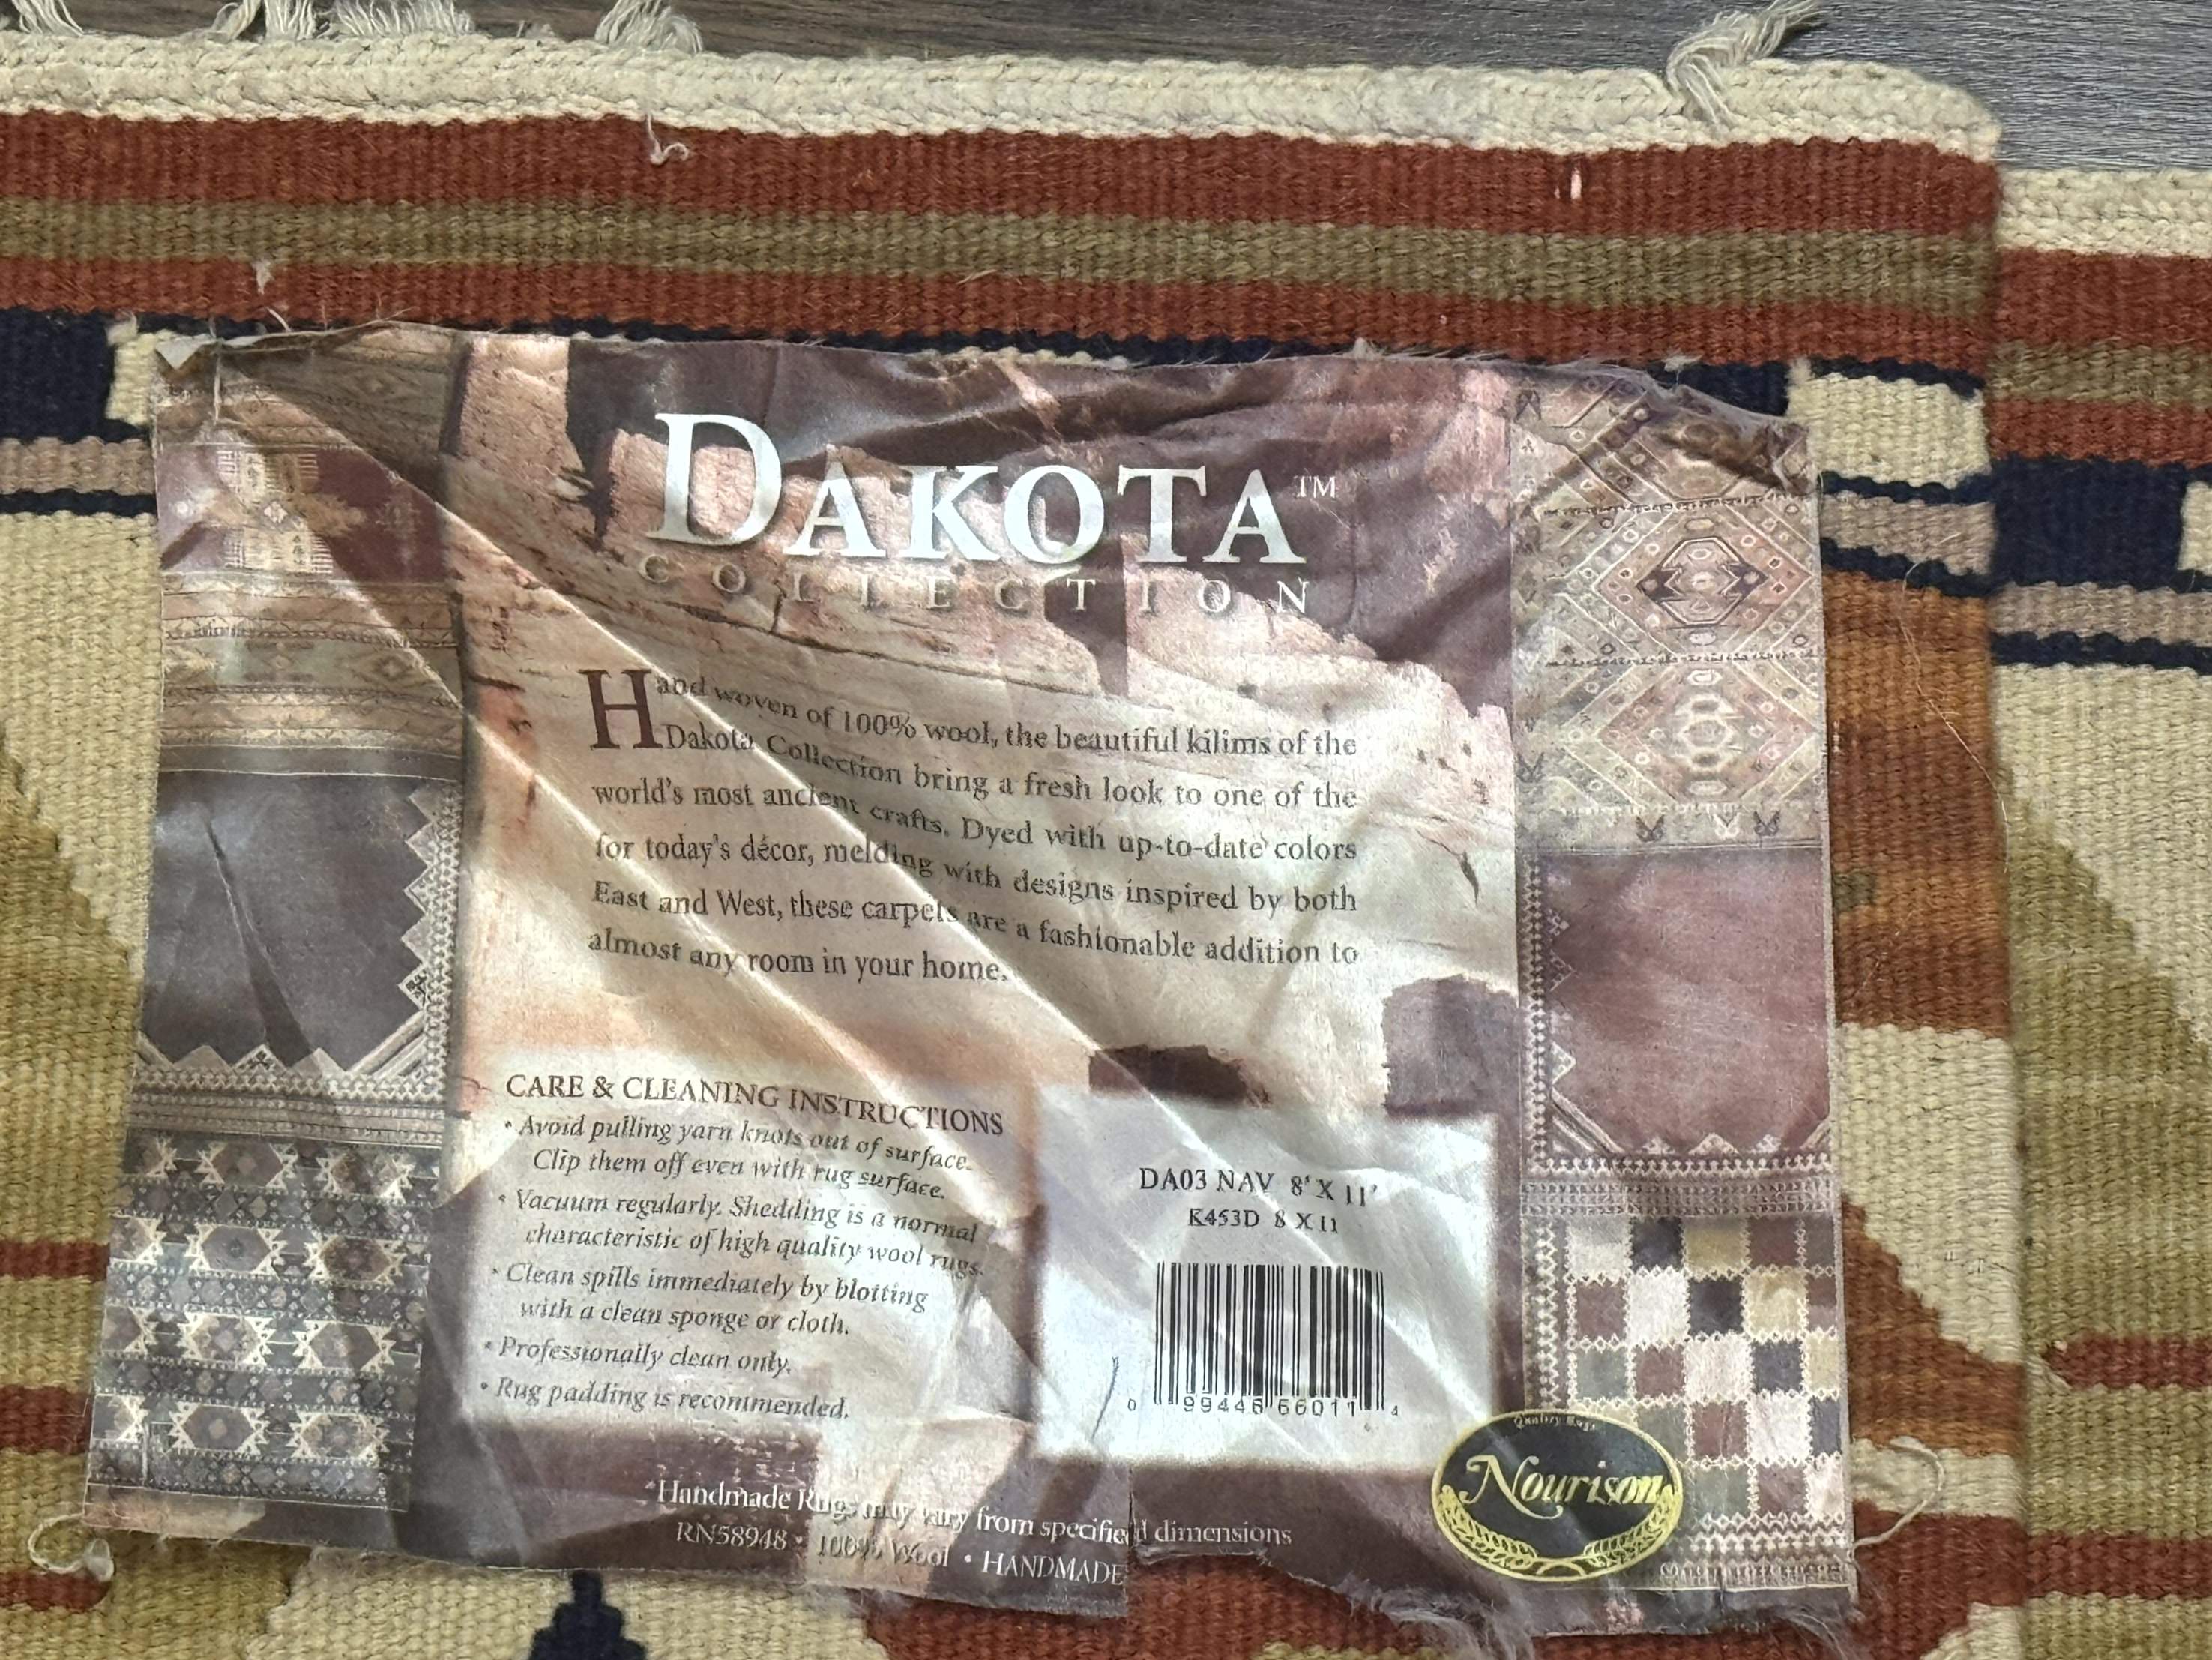 DAKOTA™
COLLECTION
Hand woven of 100% wool, the beautiful kilims of the
Dakota Collection bring a fresh look to one of the
world's most ancient crafts. Dyed with up-to-date colors
for today's décor, melding with designs inspired by both
East and West, these carpets are a fashionable addition to
almost any room in your home.
CARE & CLEANING INSTRUCTIONS
• Avoid pulling yarn knots out of surface.
Clip them off even with rug surface.
• Vacuum regularly. Shedding is a normal
characteristic of high quality wool rugs.
• Clean spills immediately by blotting
with a clean sponge or cloth.
• Professionally clean only.
• Rug padding is recommended.
DA03 NAV 8' X 11'
K453D 8 X 11
0 99446 66011 4
Quality Rugs
Nourison
*Handmade Rugs may vary from specified dimensions
RN58948 • 100% Wool • HANDMADE